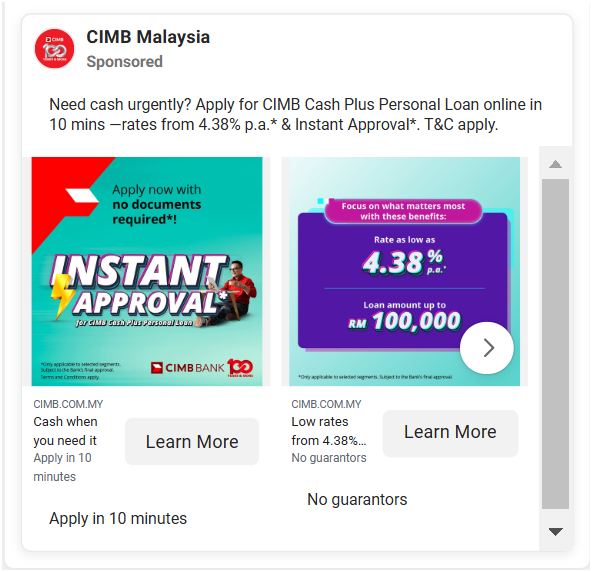 CIMB Malaysia
Sponsored
Need cash urgently? Apply for CIMB Cash Plus Personal Loan online in
10 mins —rates from 4.38% p.a.* & Instant Approval*. T&C apply.
Apply now with
no documents
required*!
INSTANT
APPROVAL*
for CIMB Cash Plus Personal Loan
*Only applicable to selected segments.
Subject to the Bank's final approval.
Terms and Conditions apply.
CIMB BANK 100
YEARS & MORE
Focus on what matters most
with these benefits:
Rate as low as
4.38% p.a.*
Loan amount up to
RM 100,000
*Only applicable to selected segments. Subject to the Bank's final approval.
CIMB.COM.MY
Cash when
you need it
Apply in 10
minutes
Learn More
Apply in 10 minutes
CIMB.COM.MY
Low rates
from 4.38%...
No guarantors
Learn More
No guarantors